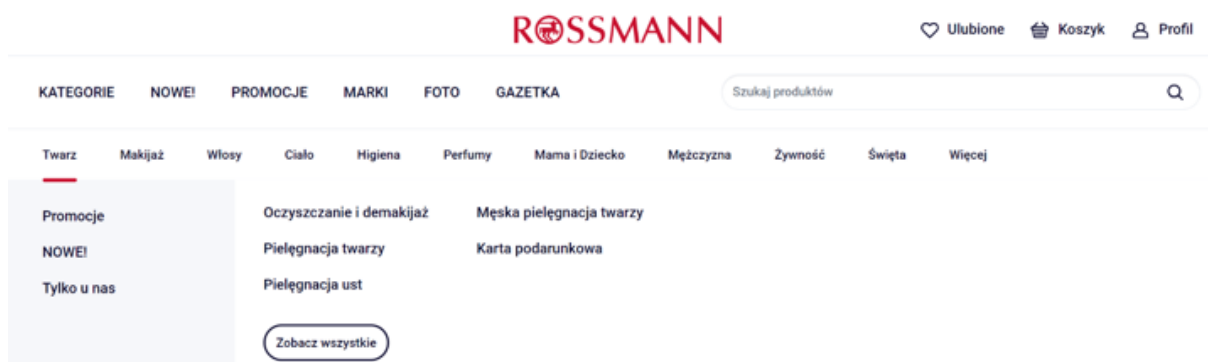 ROSSMANN
Ulubione Koszyk Profil
KATEGORIE NOWE! PROMOCJE MARKI FOTO GAZETKA Szukaj produktów
Twarz Makijaż Włosy Ciało Higiena Perfumy Mama i Dziecko Mężczyzna Żywność Święta Więcej
Promocje
NOWE!
Tylko u nas
Oczyszczanie i demakijaż
Pielęgnacja twarzy
Pielęgnacja ust
Męska pielęgnacja twarzy
Karta podarunkowa
Zobacz wszystkie